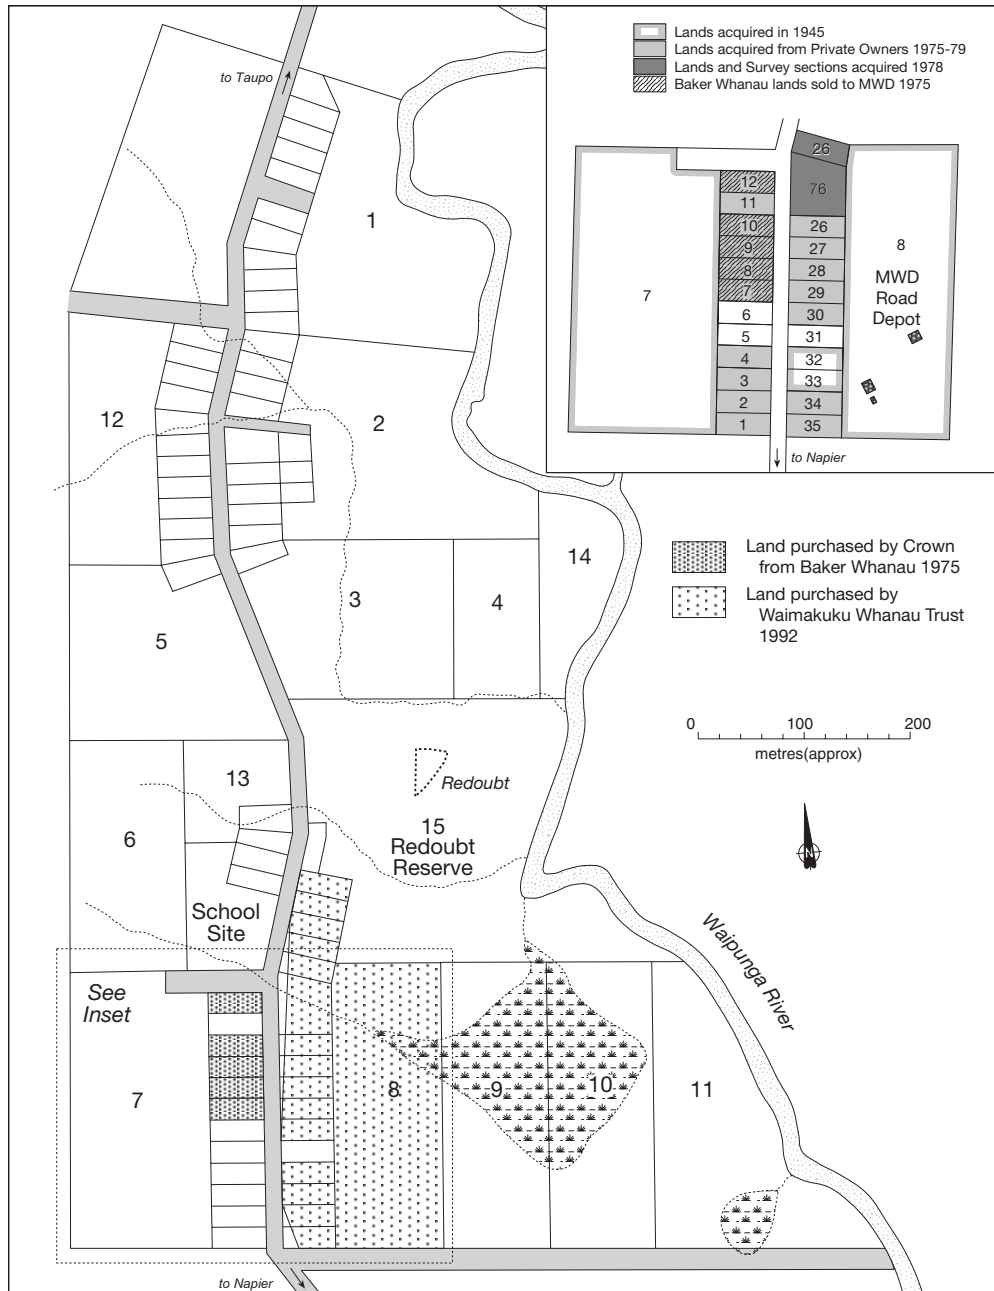 Lands acquired in 1945
Lands acquired from Private Owners 1975-79
Lands and Survey sections acquired 1978
Baker Whanau lands sold to MWD 1975
to Taupo
26
76
12
11
10
26
9
27
8
28
7
29
6
30
5
31
4
32
3
33
2
34
1
35
7
8
MWD
Road
Depot
to Napier
1
12
2
14
Land purchased by Crown
from Baker Whanau 1975
Land purchased by
Waimakuku Whanau Trust
1992
3
4
5
0 100 200
metres(approx)
13
Redoubt
6
15
Redoubt
Reserve
N
School
Site
Waipunga River
See
Inset
7
8
9
10
11
to Napier